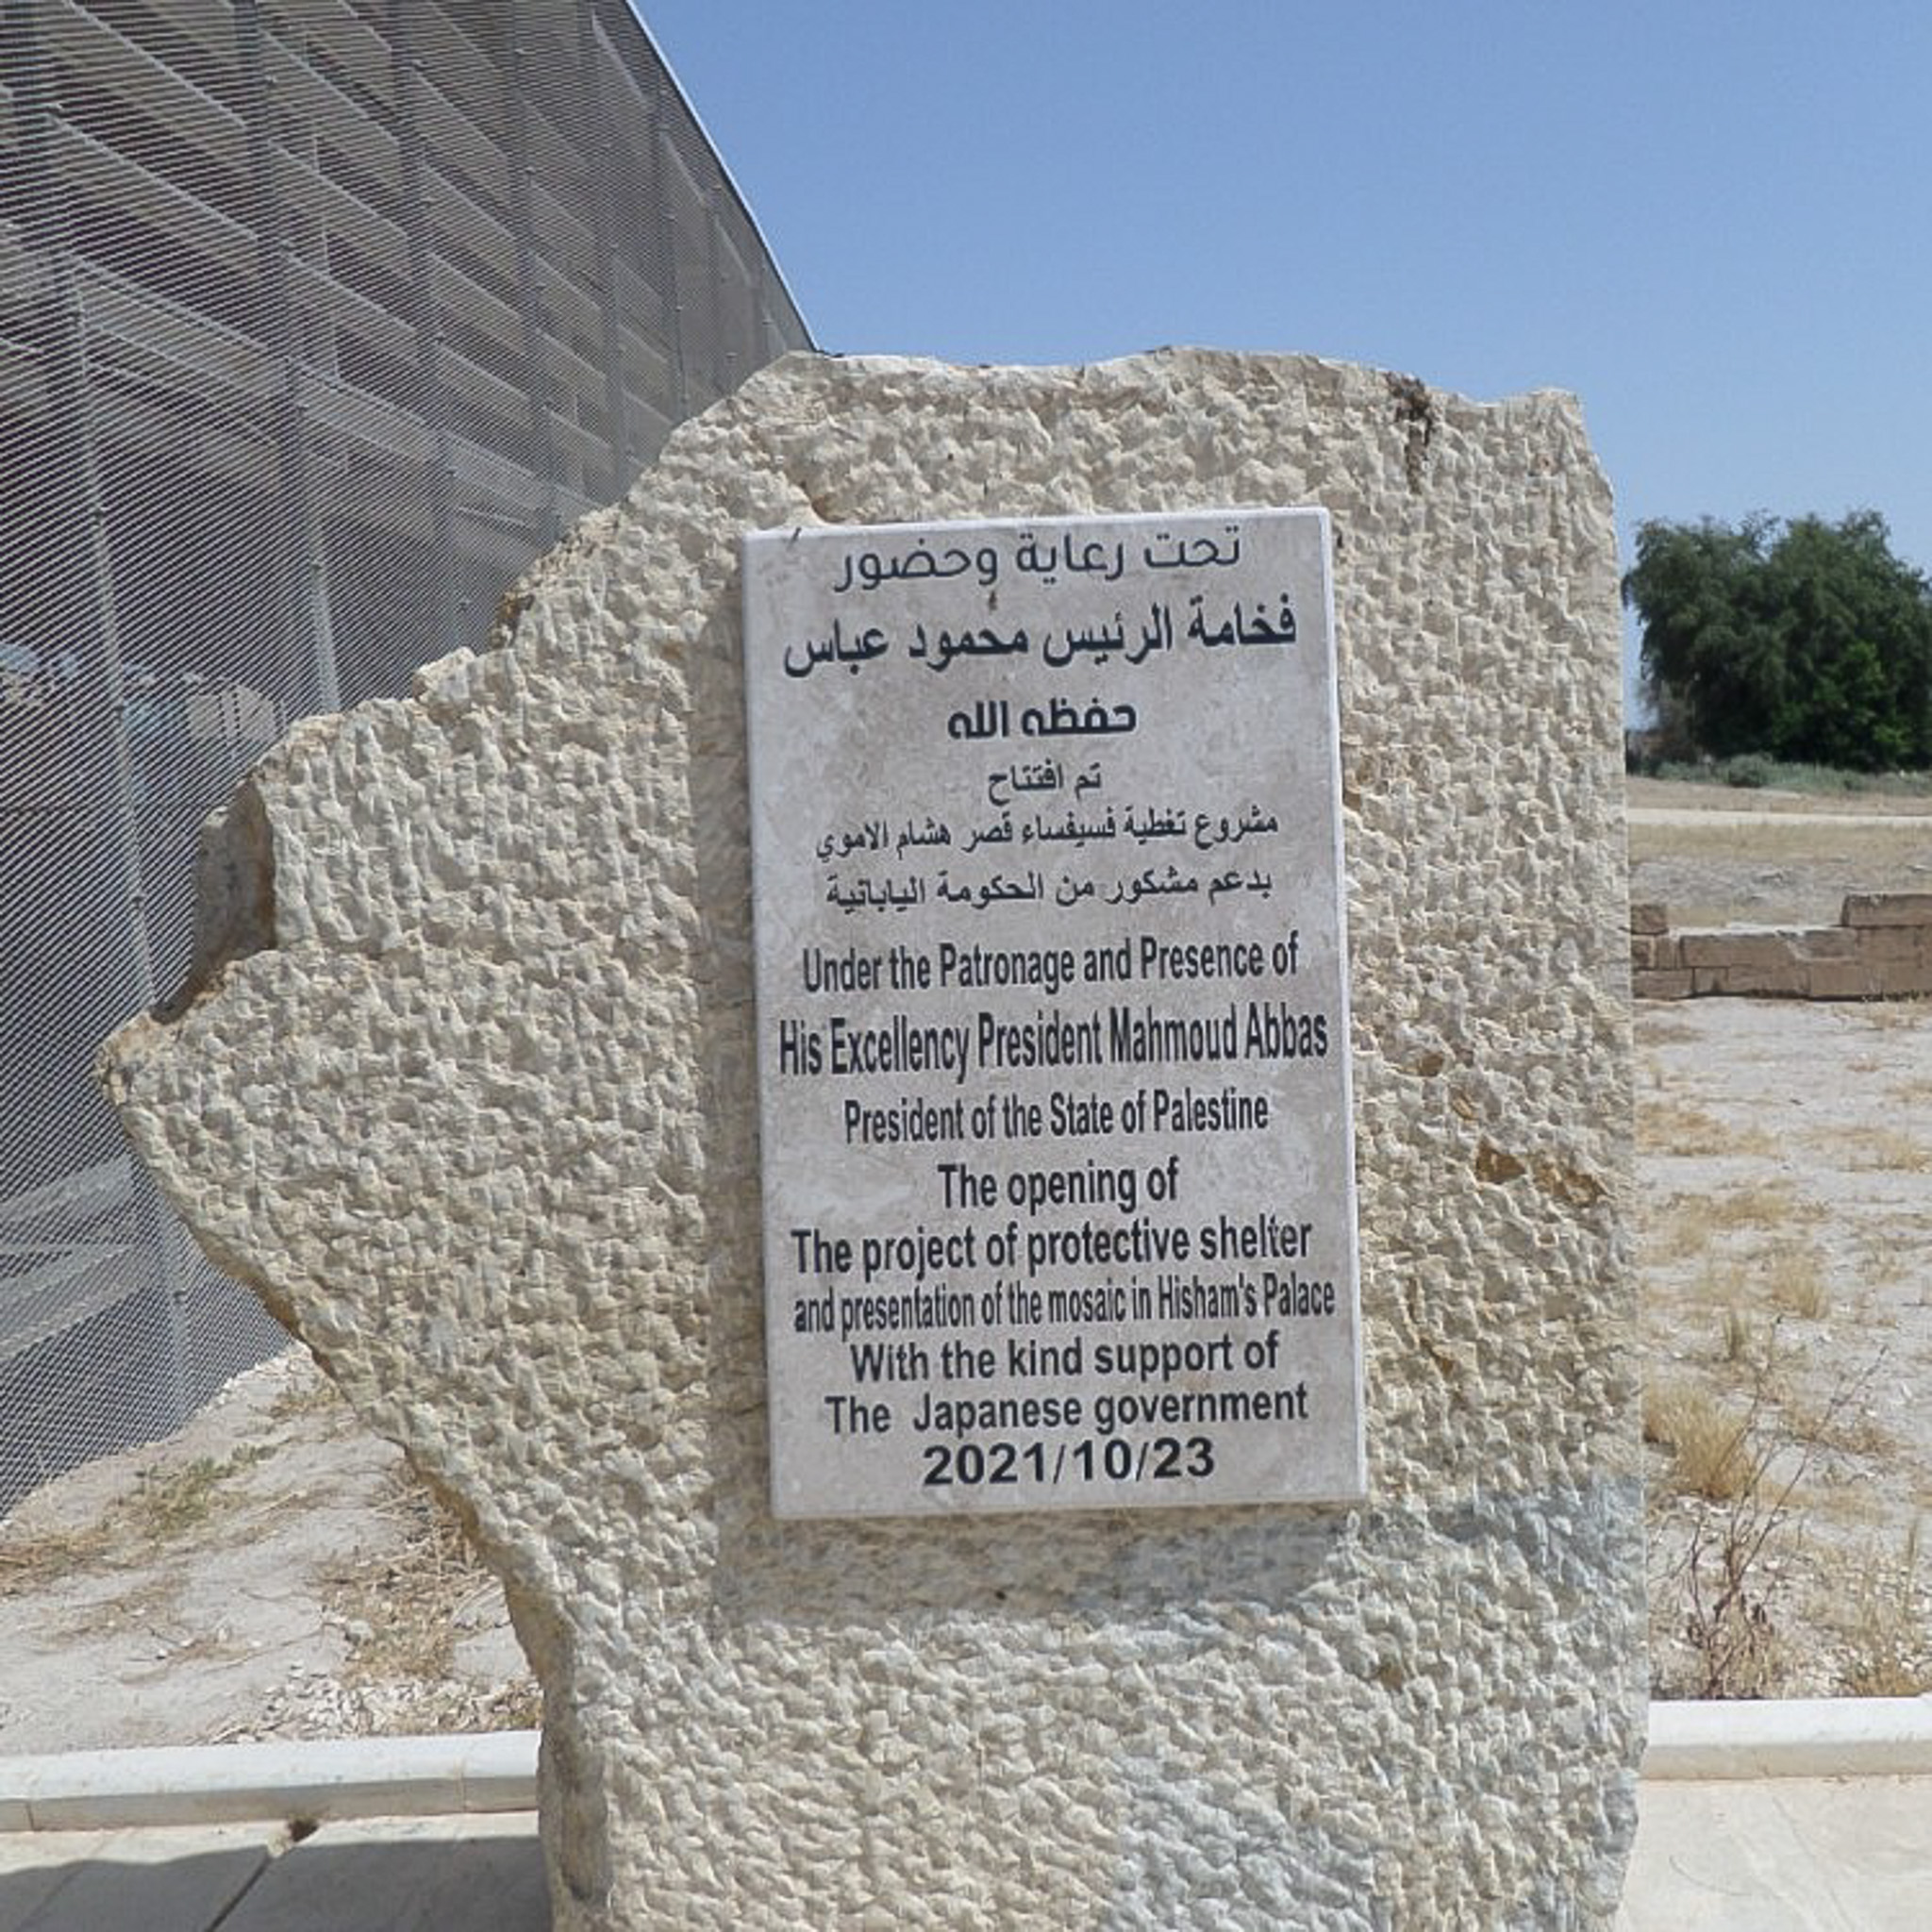 تحت رعاية وحضور
فخامة الرئيس محمود عباس
حفظه الله
تم افتتاح
مشروع تغطية فسيفساء قصر هشام الاموي
بدعم مشكور من الحكومة اليابانية
Under the Patronage and Presence of
His Excellency President Mahmoud Abbas
President of the State of Palestine
The opening of
The project of protective shelter
and presentation of the mosaic in Hisham's Palace
With the kind support of
The Japanese government
2021/10/23